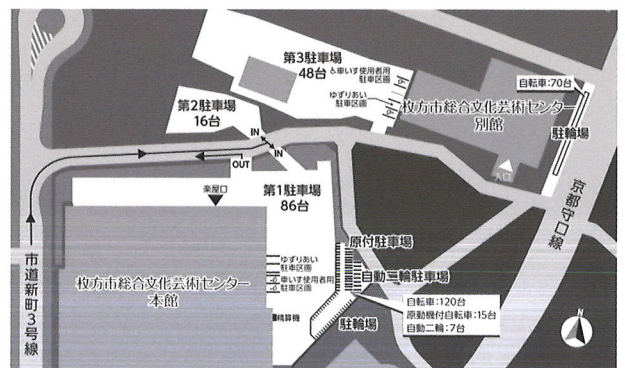 第3駐車場
48台
車いす使用者用
駐車区画
ゆずりあい
駐車区画
枚方市総合文化芸術センター
別館
自転車:70台
駐輪場
入口
京都守口線
第2駐車場
16台
IN
IN
OUT
楽屋口
第1駐車場
86台
市道新町3号線
枚方市総合文化芸術センター
本館
ゆずりあい
駐車区画
車いす使用者用
駐車区画
精算機
原付駐車場
自動二輪駐車場
自転車:120台
原動機付自転車:15台
自動二輪:7台
駐輪場
N